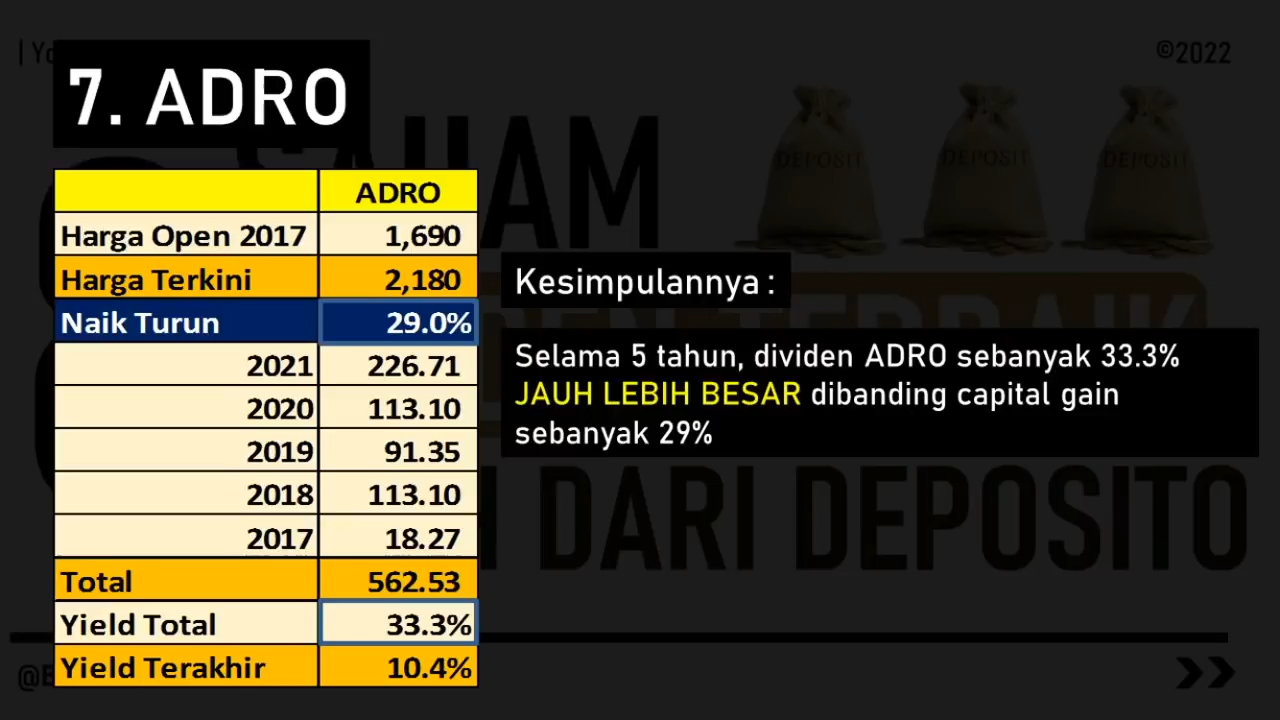 7. ADRO
©2022
ADRO
Harga Open 2017 1,690
Harga Terkini 2,180
Naik Turun 29.0%
2021 226.71
2020 113.10
2019 91.35
2018 113.10
2017 18.27
Total 562.53
Yield Total 33.3%
Yield Terakhir 10.4%
Kesimpulannya :
Selama 5 tahun, dividen ADRO sebanyak 33.3%
JAUH LEBIH BESAR dibanding capital gain
sebanyak 29%
DEPOSIT
DEPOSIT
DEPOSIT
SAHAM
DARI DEPOSITO